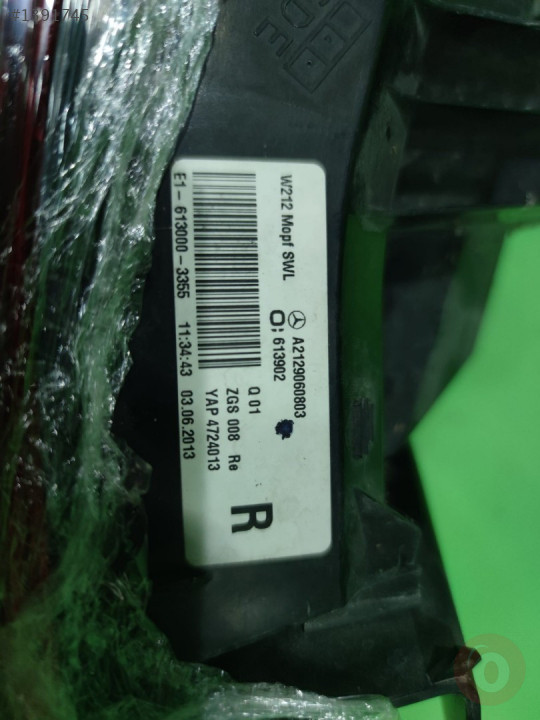 W212 Mopf SWL
A2129060803
O; 613902
Q 01
ZGS 008 Re
YAP 4724013
R
E1-613000-3355 11:34:43 03.06.2013